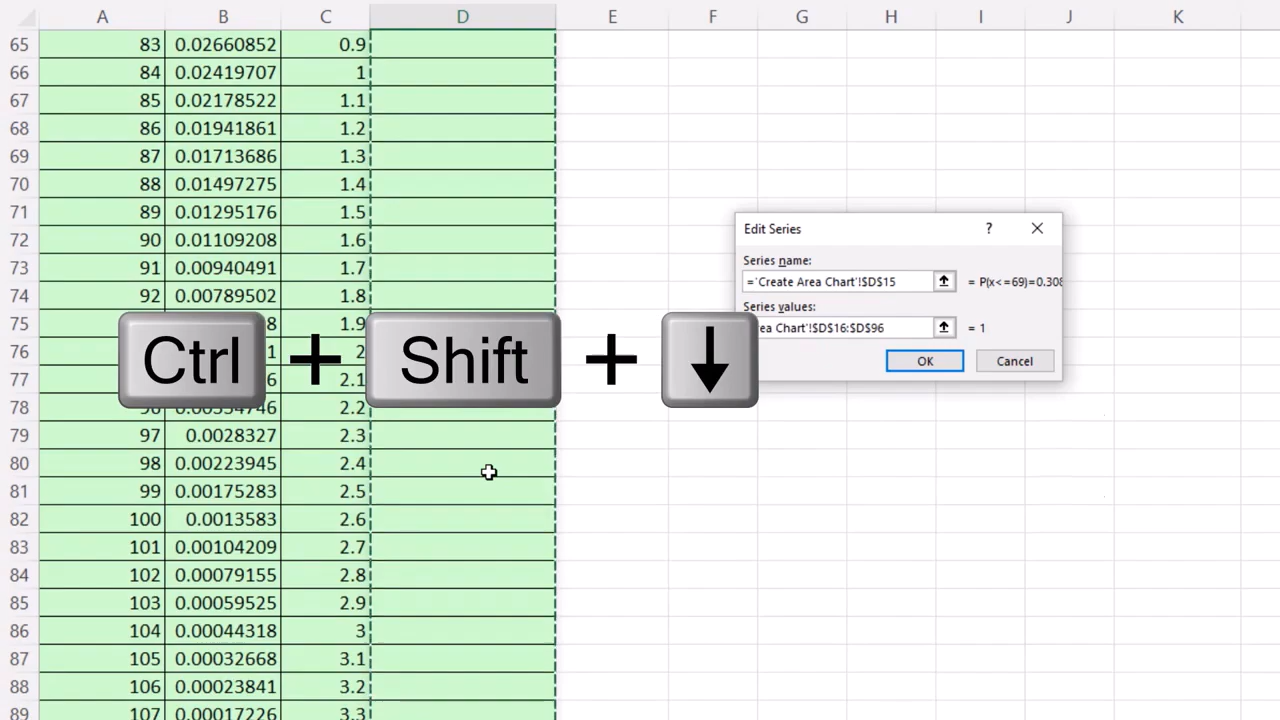 A B C D E F G H I J K
65 83 0.02660852 0.9
66 84 0.02419707 1
67 85 0.02178522 1.1
68 86 0.01941861 1.2
69 87 0.01713686 1.3
70 88 0.01497275 1.4
71 89 0.01295176 1.5
72 90 0.01109208 1.6
73 91 0.00940491 1.7
74 92 0.00789502 1.8
75 8 1.9
76 1 2
77 6 2.1
78 2.2
79 97 0.0028327 2.3
80 98 0.00223945 2.4
81 99 0.00175283 2.5
82 100 0.0013583 2.6
83 101 0.00104209 2.7
84 102 0.00079155 2.8
85 103 0.00059525 2.9
86 104 0.00044318 3
87 105 0.00032668 3.1
88 106 0.00023841 3.2
89 107 0.00017226 3.3
Edit Series ?
Series name:
='Create Area Chart'!$D$15 = P(x<=69)=0.308
Series values:
rea Chart'!$D$16:$D$96 = 1
OK Cancel
Ctrl + Shift + ↓